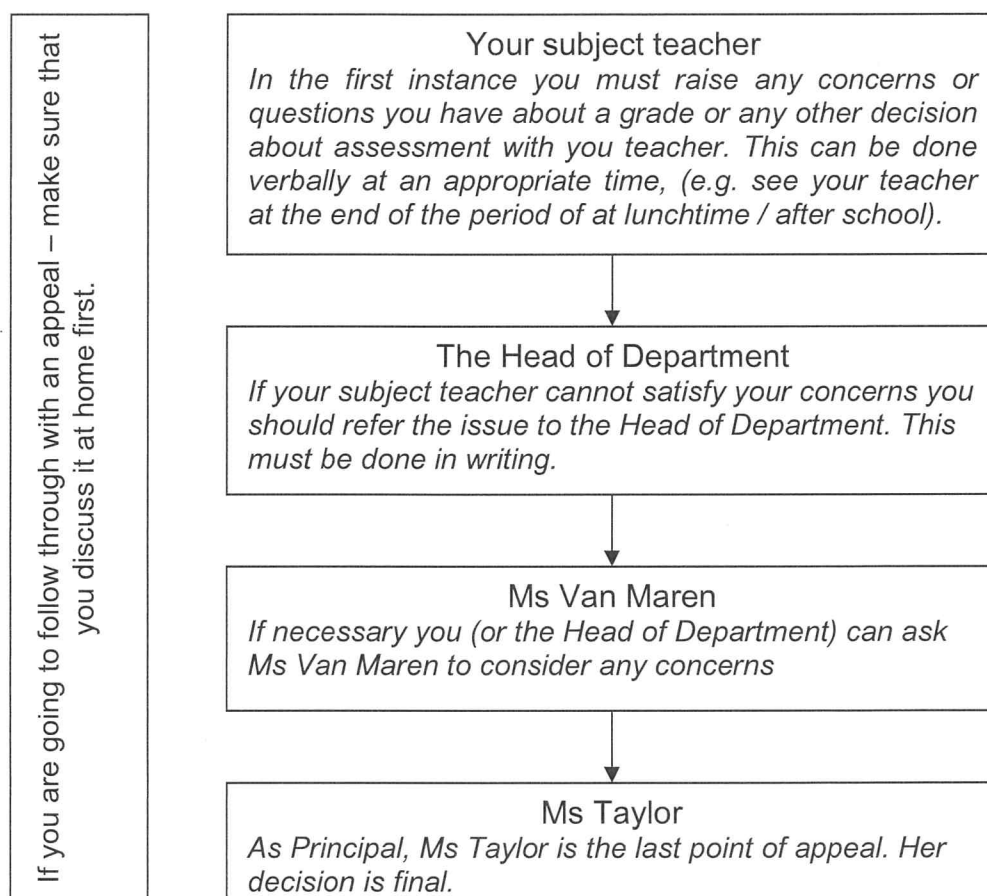 If you are going to follow through with an appeal – make sure that
you discuss it at home first.
Your subject teacher
In the first instance you must raise any concerns or
questions you have about a grade or any other decision
about assessment with you teacher. This can be done
verbally at an appropriate time, (e.g. see your teacher
at the end of the period of at lunchtime / after school).
The Head of Department
If your subject teacher cannot satisfy your concerns you
should refer the issue to the Head of Department. This
must be done in writing.
Ms Van Maren
If necessary you (or the Head of Department) can ask
Ms Van Maren to consider any concerns
Ms Taylor
As Principal, Ms Taylor is the last point of appeal. Her
decision is final.